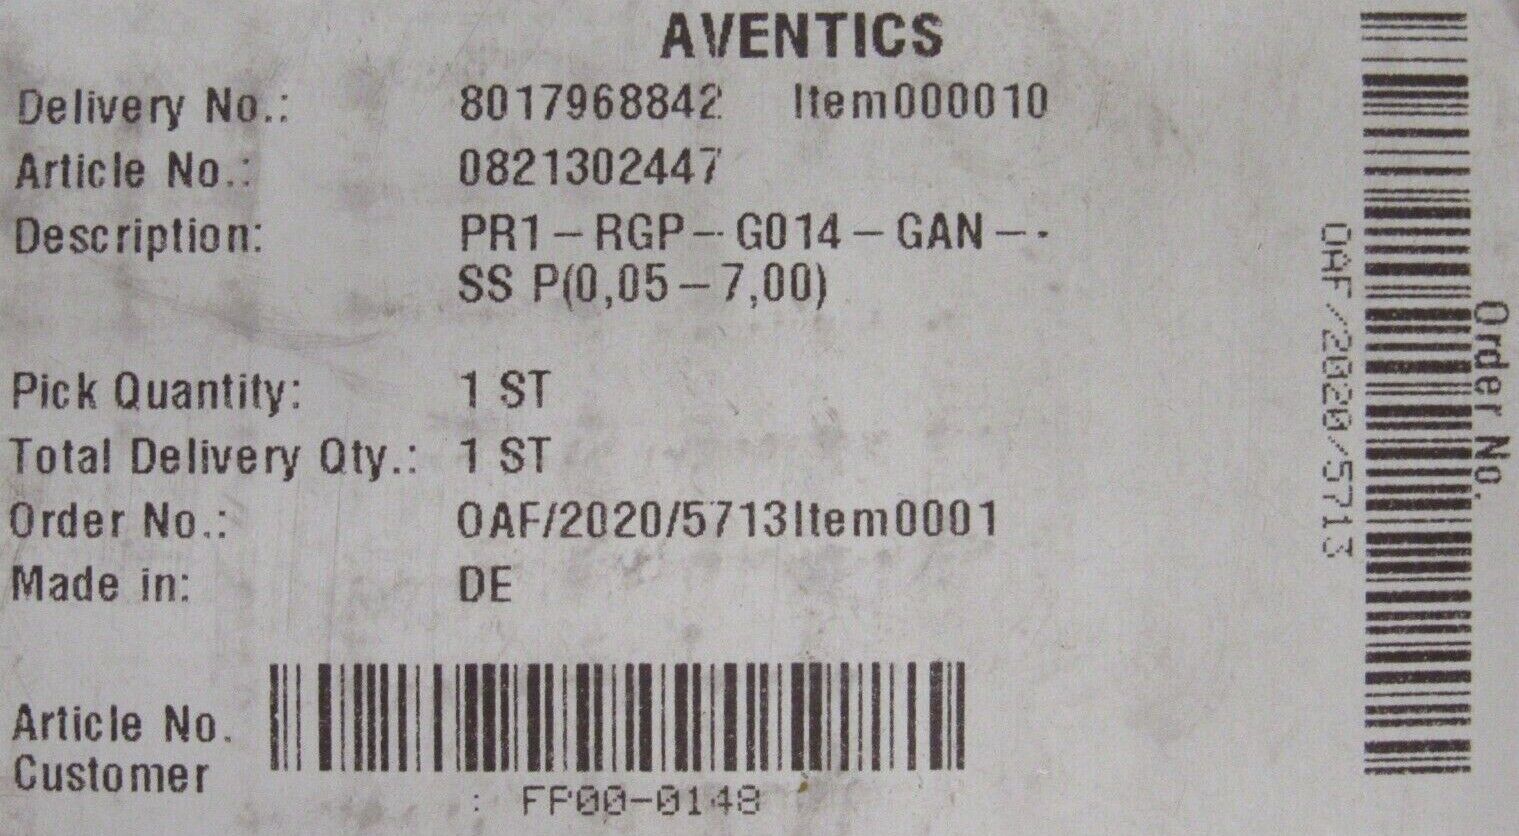 AVENTICS
Delivery No.: 8017968842 Item000010
Article No.: 0821302447
Description: PR1-RGP-G014-GAN--
SS P(0,05-7,00)
Pick Quantity: 1 ST
Total Delivery Qty.: 1 ST
Order No.: OAF/2020/5713Item0001
Made in: DE
Article No.
Customer
: FP00-0148
Order No.
OAF/2020/5713